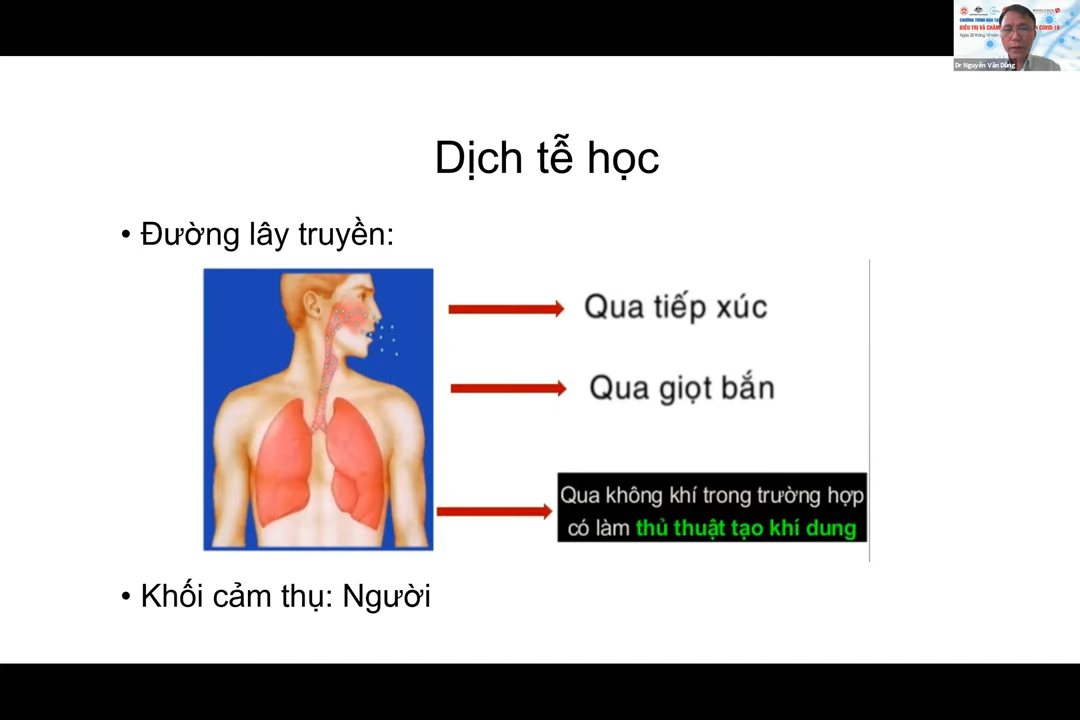 Dr Nguyễn Văn Dũng
Dịch tễ học
• Đường lây truyền:
Qua tiếp xúc
Qua giọt bắn
Qua không khí trong trường hợp
có làm thủ thuật tạo khí dung
• Khối cảm thụ: Người